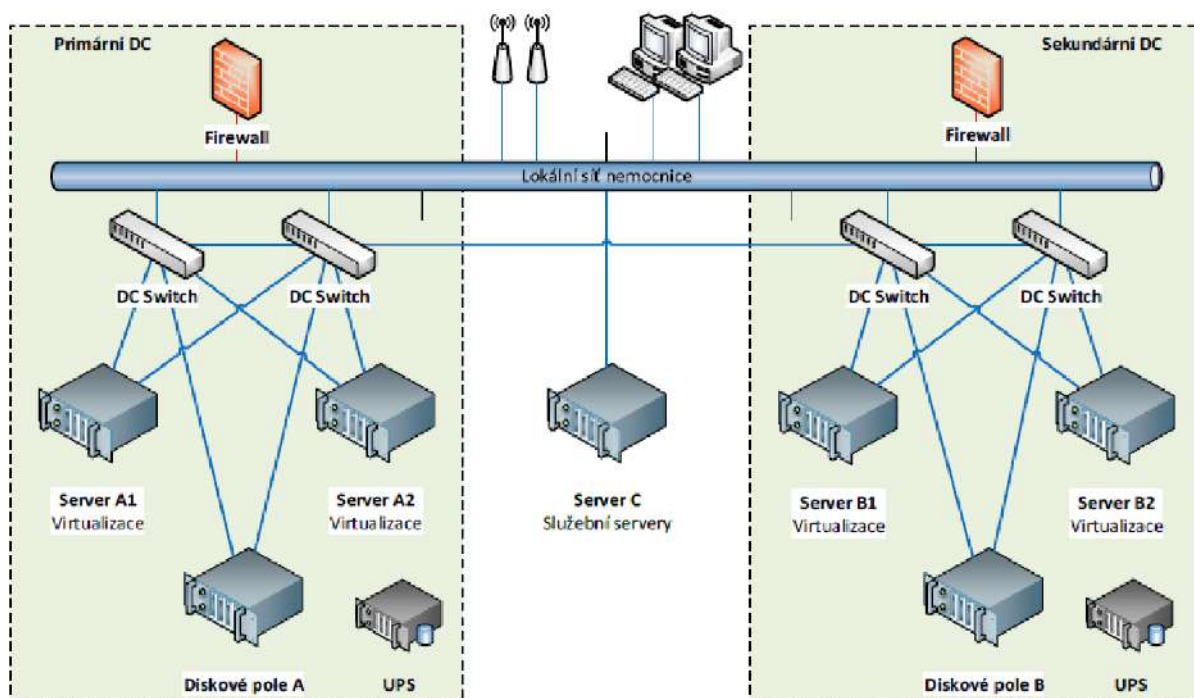 Primární DC
Sekundární DC
Firewall
Firewall
Lokální síť nemocnice
DC Switch
DC Switch
DC Switch
DC Switch
Server A1
Virtualizace
Server A2
Virtualizace
Server C
Služební servery
Server B1
Virtualizace
Server B2
Virtualizace
Diskové pole A
UPS
Diskové pole B
UPS